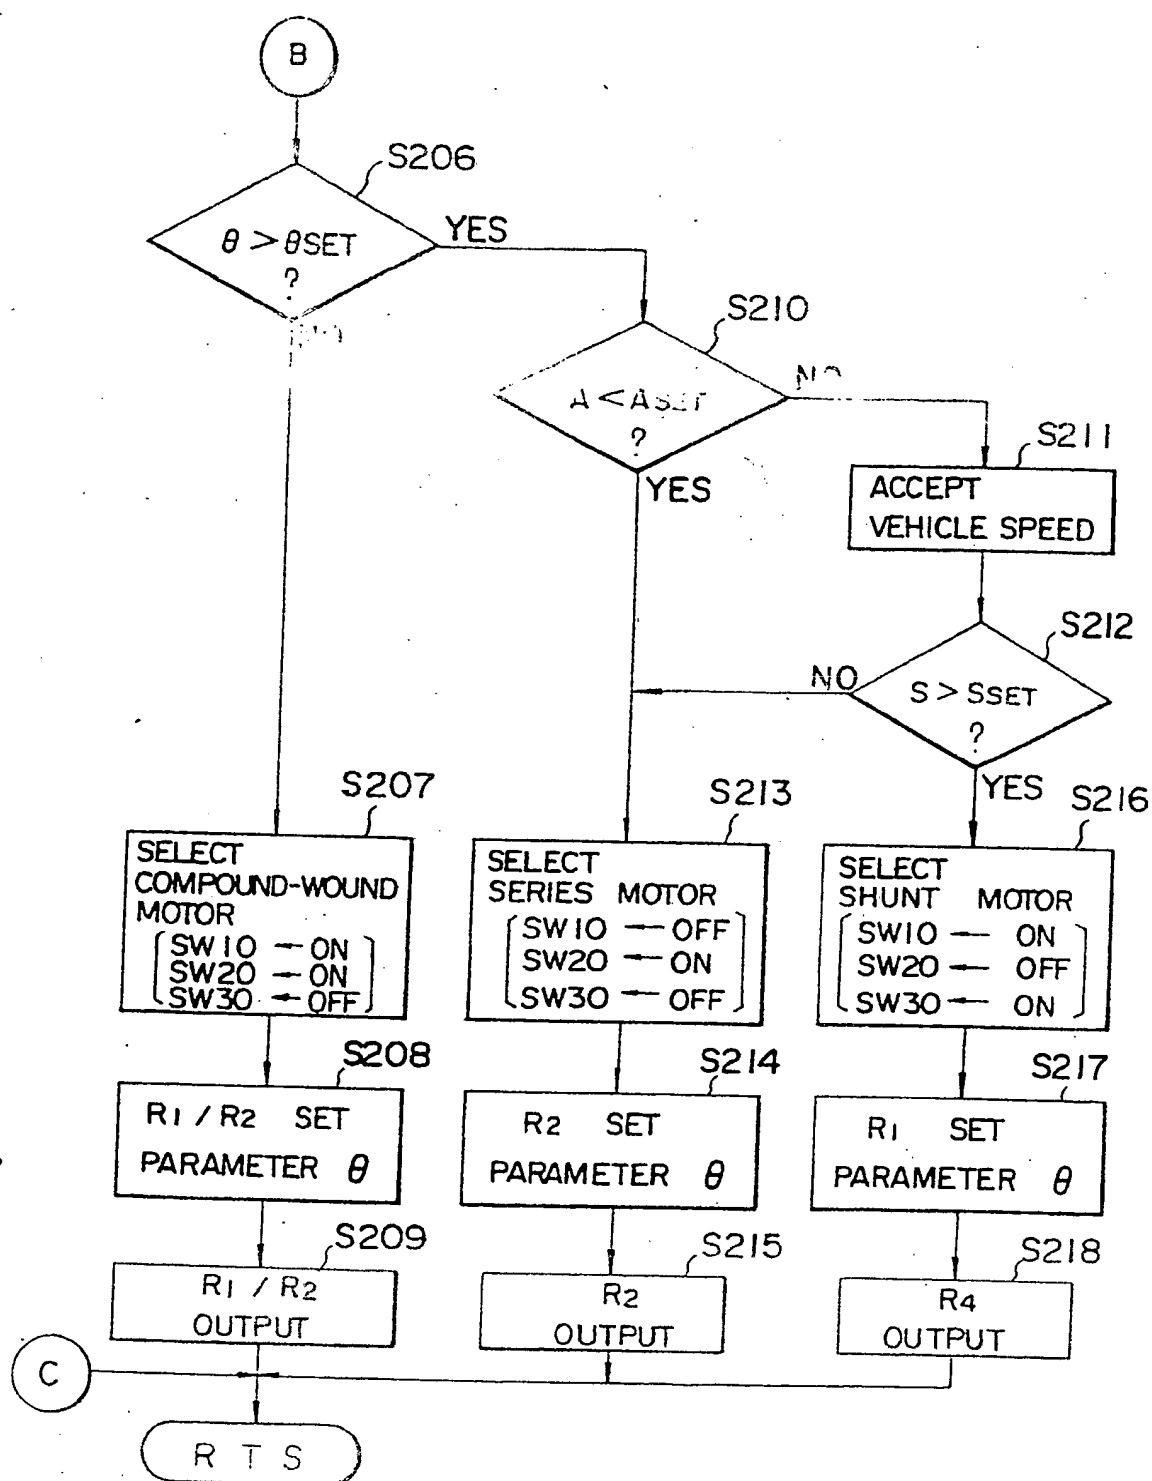 B
S206
θ > θSET
?
YES
S210
A < ASET
?
NO
YES
S211
ACCEPT
VEHICLE SPEED
S212
S > SSET
?
NO
YES
S207
SELECT
COMPOUND-WOUND
MOTOR
SW10 ← ON
SW20 ← ON
SW30 ← OFF
S213
SELECT
SERIES MOTOR
SW10 ← OFF
SW20 ← ON
SW30 ← OFF
S216
SELECT
SHUNT MOTOR
SW10 ← ON
SW20 ← OFF
SW30 ← ON
S208
R1 / R2 SET
PARAMETER θ
S214
R2 SET
PARAMETER θ
S217
R1 SET
PARAMETER θ
S209
R1 / R2
OUTPUT
S215
R2
OUTPUT
S218
R4
OUTPUT
C
R T S